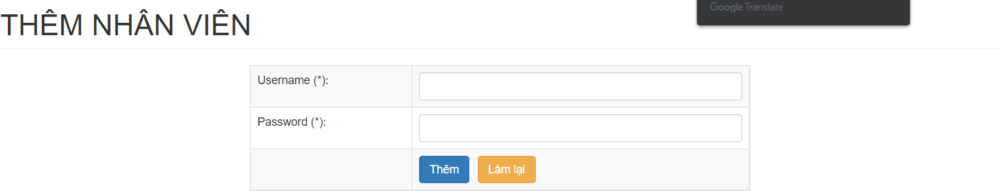 Google Translate
THÊM NHÂN VIÊN
Username (*):
Password (*):
Thêm Làm lại